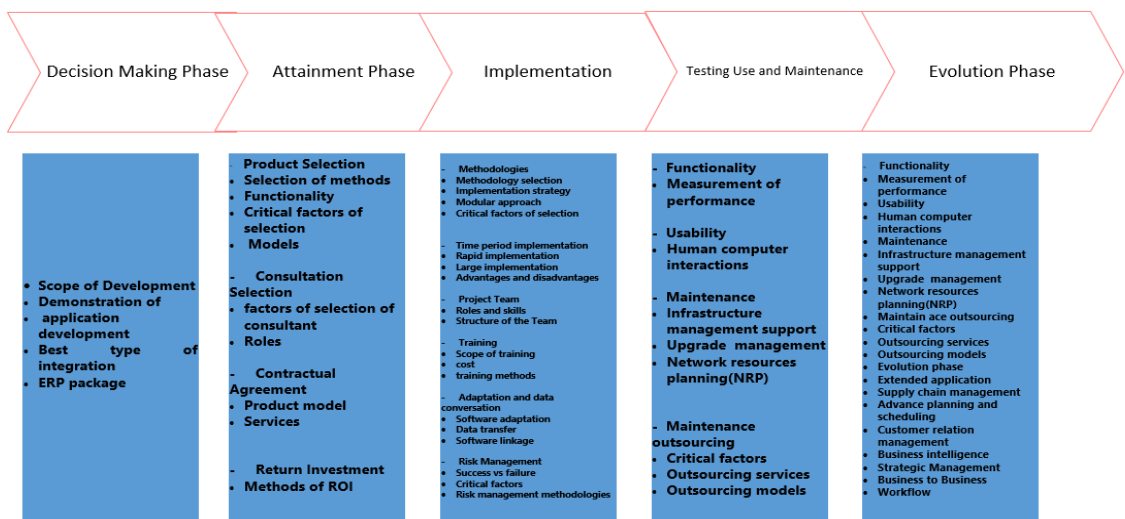 Decision Making Phase
Attainment Phase
Implementation
Testing Use and Maintenance
Evolution Phase
• Scope of Development
• Demonstration of
• application
development
• Best type of
integration
• ERP package
- Product Selection
• Selection of methods
• Functionality
• Critical factors of
selection
• Models
- Consultation
Selection
• factors of selection of
consultant
• Roles
- Contractual
Agreement
• Product model
• Services
- Return Investment
• Methods of ROI
- Methodologies
• Methodology selection
• Implementation strategy
• Modular approach
• Critical factors of selection
- Time period implementation
• Rapid implementation
• Large implementation
• Advantages and disadvantages
- Project Team
• Roles and skills
• Structure of the Team
- Training
• Scope of training
• cost
• training methods
- Adaptation and data
conversation
• Software adaptation
• Data transfer
• Software linkage
- Risk Management
• Success vs failure
• Critical factors
• Risk management methodologies
- Functionality
• Measurement of
performance
- Usability
• Human computer
interactions
- Maintenance
• Infrastructure
management support
• Upgrade management
• Network resources
planning(NRP)
- Maintenance
outsourcing
• Critical factors
• Outsourcing services
• Outsourcing models
- Functionality
• Measurement of
performance
• Usability
• Human computer
interactions
• Maintenance
• Infrastructure management
support
• Upgrade management
• Network resources
planning(NRP)
• Maintain ace outsourcing
• Critical factors
• Outsourcing services
• Outsourcing models
• Evolution phase
• Extended application
• Supply chain management
• Advance planning and
scheduling
• Customer relation
management
• Business intelligence
• Strategic Management
• Business to Business
• Workflow